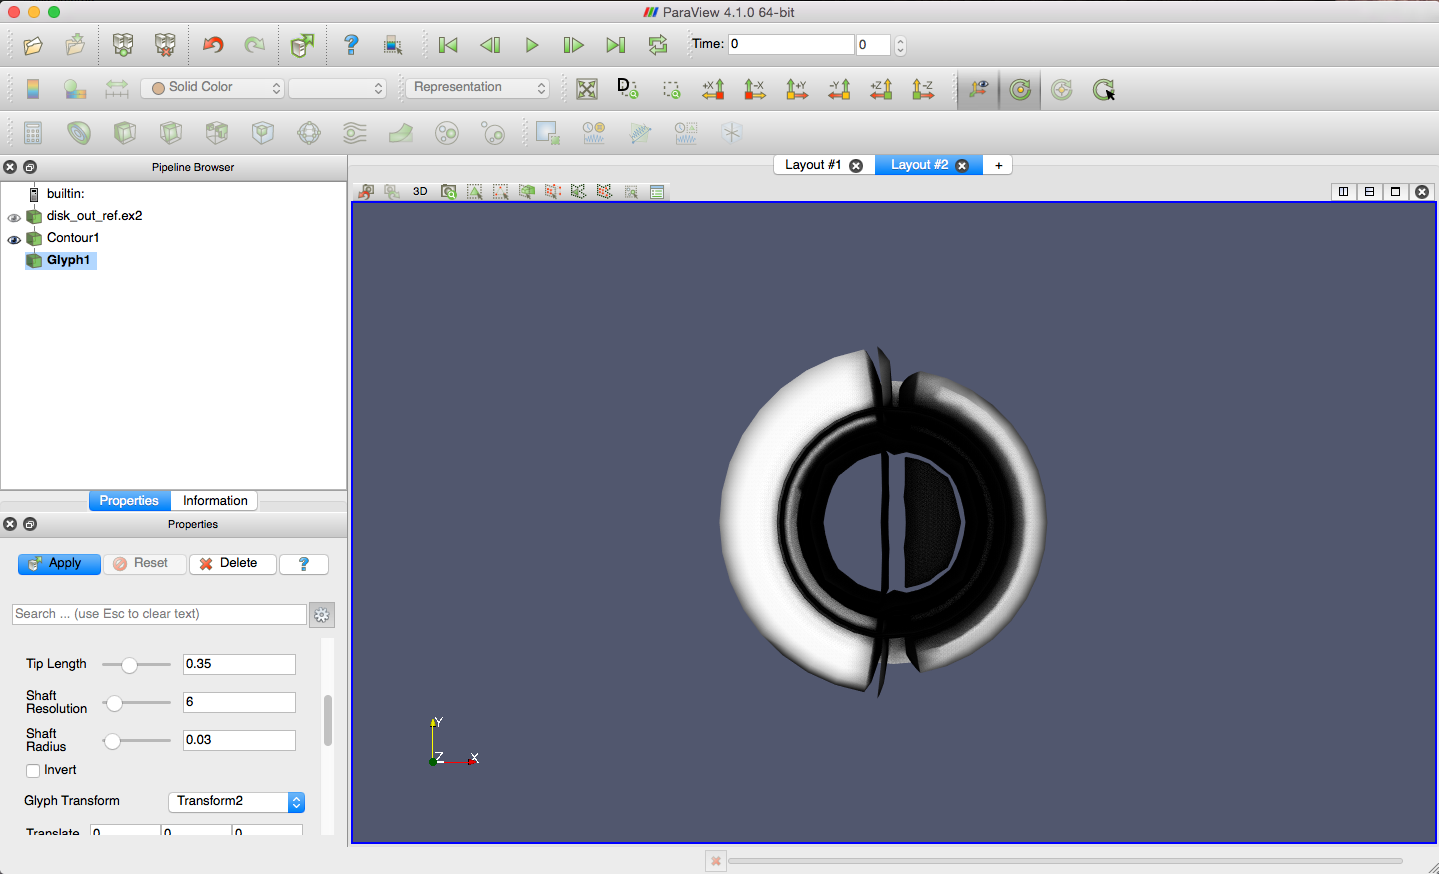 ParaView 4.1.0 64-bit
Time: 0 0
Solid Color Representation D +X -X +Y -Y +Z -Z
Pipeline Browser
Layout #1 Layout #2 +
3D
builtin:
disk_out_ref.ex2
Contour1
Glyph1
Properties Information
Properties
Apply Reset Delete ?
Search ... (use Esc to clear text)
Tip Length 0.35
Shaft
Resolution 6
Shaft
Radius 0.03
Invert
Glyph Transform Transform2
Translate 0 0 0
Y
Z X